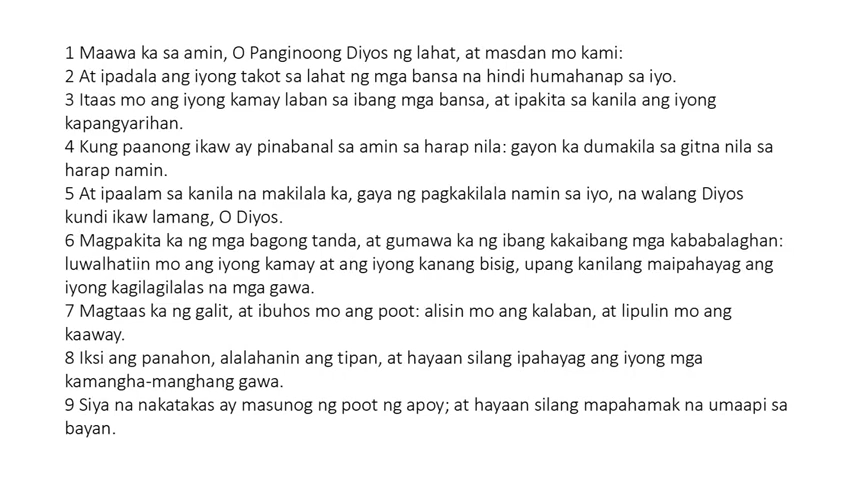 1 Maawa ka sa amin, O Panginoong Diyos ng lahat, at masdan mo kami:
2 At ipadala ang iyong takot sa lahat ng mga bansa na hindi humahanap sa iyo.
3 Itaas mo ang iyong kamay laban sa ibang mga bansa, at ipakita sa kanila ang iyong
kapangyarihan.
4 Kung paanong ikaw ay pinabanal sa amin sa harap nila: gayon ka dumakila sa gitna nila sa
harap namin.
5 At ipaalam sa kanila na makilala ka, gaya ng pagkakilala namin sa iyo, na walang Diyos
kundi ikaw lamang, O Diyos.
6 Magpakita ka ng mga bagong tanda, at gumawa ka ng ibang kakaibang mga kababalaghan:
luwalhatiin mo ang iyong kamay at ang iyong kanang bisig, upang kanilang maipahayag ang
iyong kagilagilalas na mga gawa.
7 Magtaas ka ng galit, at ibuhos mo ang poot: alisin mo ang kalaban, at lipulin mo ang
kaaway.
8 Iksi ang panahon, alalahanin ang tipan, at hayaan silang ipahayag ang iyong mga
kamangha-manghang gawa.
9 Siya na nakatakas ay masunog ng poot ng apoy; at hayaan silang mapahamak na umaapi sa
bayan.